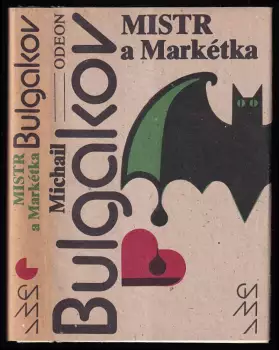 MISTR
a Markétka
Bulgakov
MISTR
a Markétka
ODEON
Michail
Bulgakov